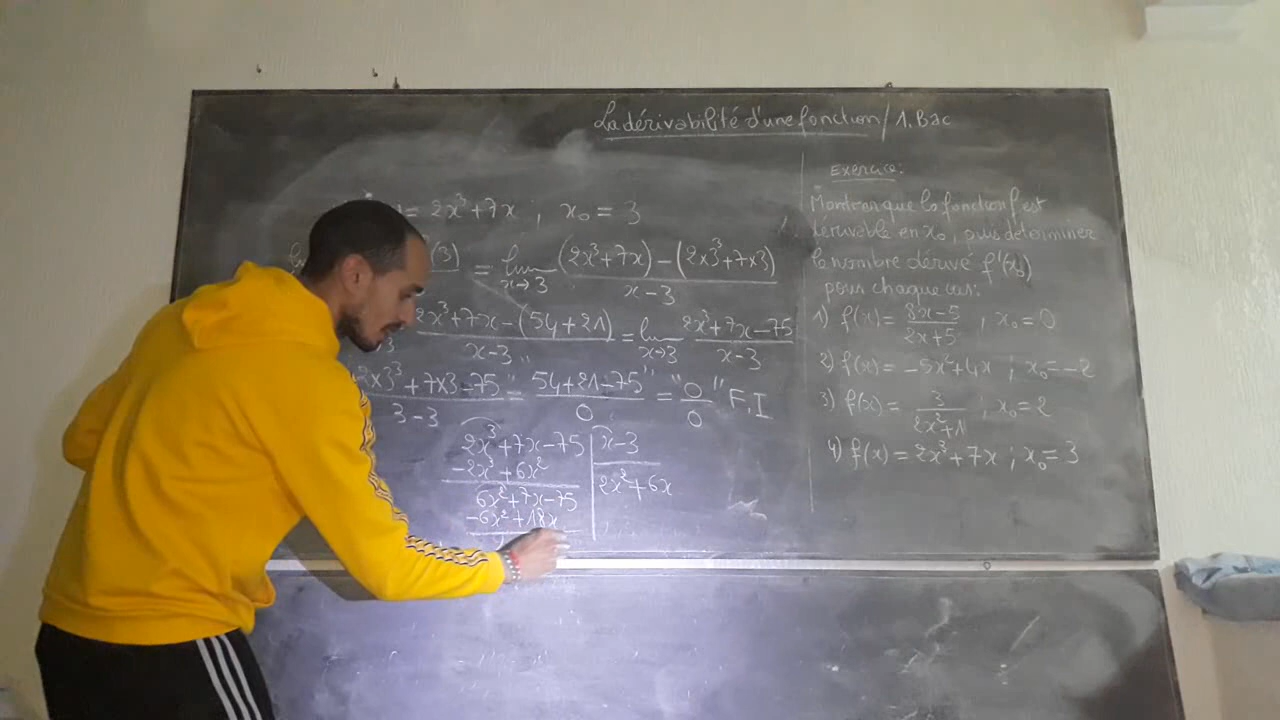 La dérivabilité d'une fonction / 1.Bac
= 2x³+7x ; x₀ = 3
(3) = lim x→3 (2x³+7x)-(2x3³+7x3) / x-3
2x³+7x-(54+21) / x-3 = lim x→3 2x³+7x-75 / x-3
x3³+7x3-75 / 3-3 " = " 54+21-75 / 0 " = "0/0" F.I
2x³+7x-75 | x-3
-2x³+6x² | 2x²+6x
6x²+7x-75
-6x²+18x
Exercice:
Montrer que la fonction f est
dérivable en x₀, puis déterminer
le nombre dérivé f'(x₀)
pour chaque cas:
1) f(x) = 3x-5 / 2x+5 ; x₀ = 0
2) f(x) = -5x²+4x ; x₀ = -2
3) f(x) = 3 / 2x²+1 ; x₀ = 2
4) f(x) = 2x³+7x ; x₀ = 3